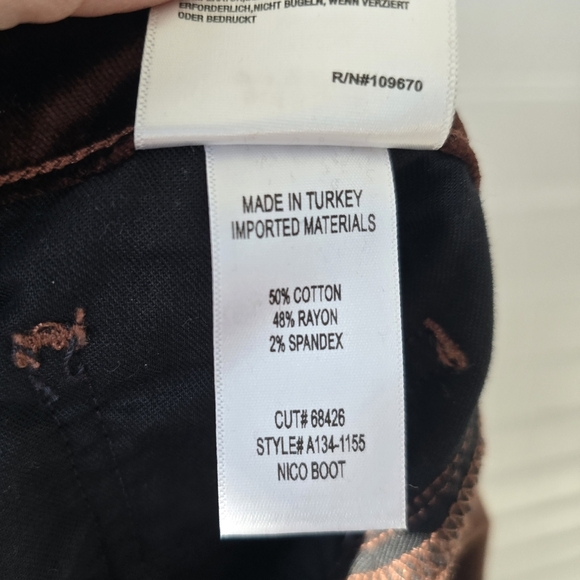 ERFORDERLICH,NICHT BÜGELN, WENN VERZIERT
ODER BEDRUCKT
R/N#109670
MADE IN TURKEY
IMPORTED MATERIALS
50% COTTON
48% RAYON
2% SPANDEX
CUT# 68426
STYLE# A134-1155
NICO BOOT